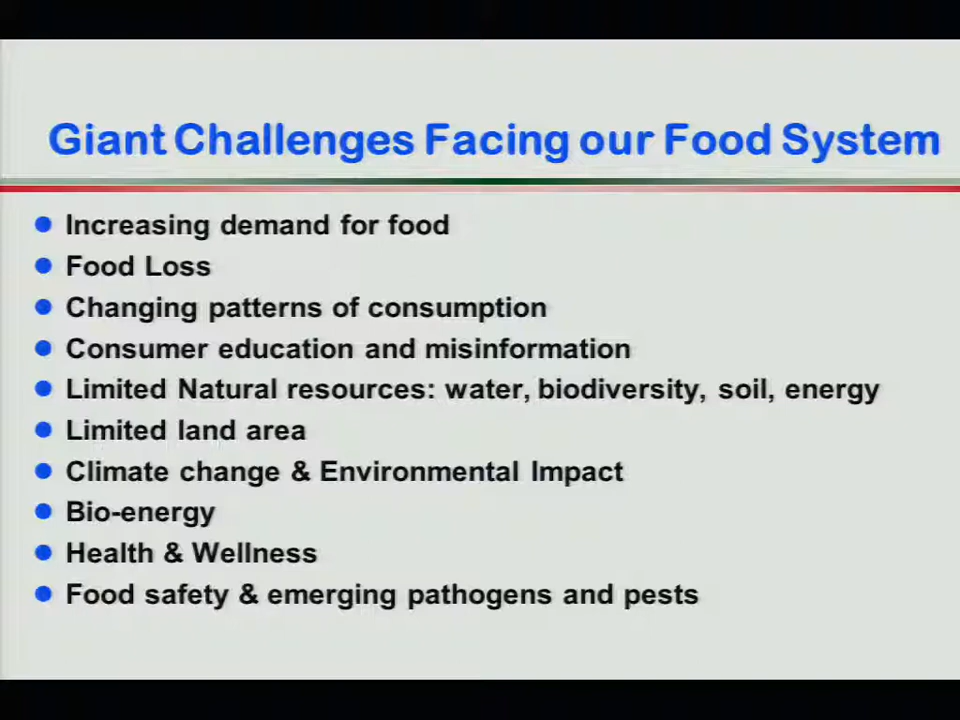 Giant Challenges Facing our Food System
Increasing demand for food
Food Loss
Changing patterns of consumption
Consumer education and misinformation
Limited Natural resources: water, biodiversity, soil, energy
Limited land area
Climate change & Environmental Impact
Bio-energy
Health & Wellness
Food safety & emerging pathogens and pests